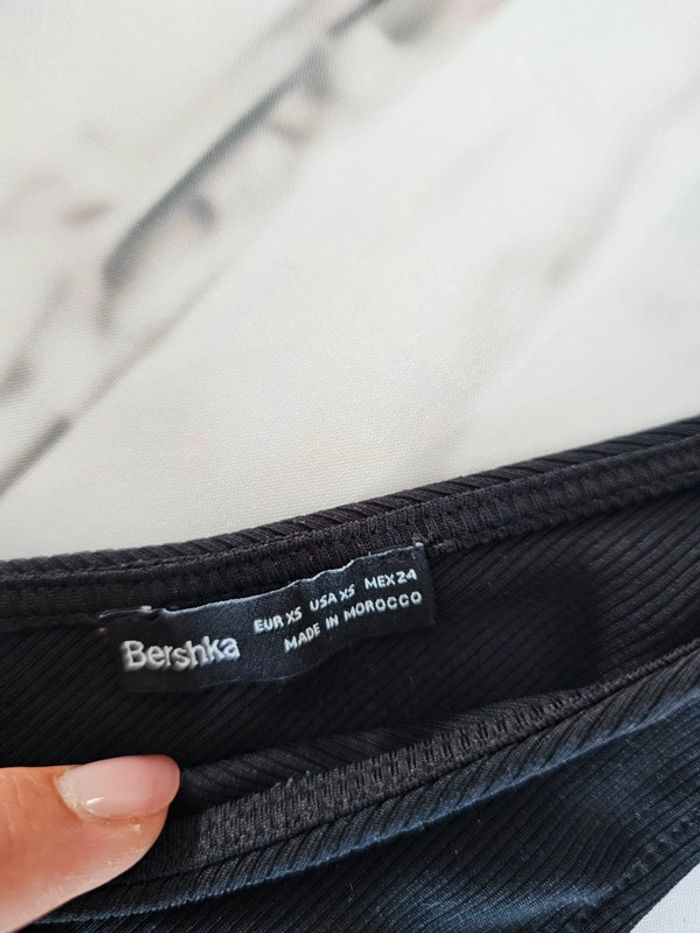 Bershka
EUR XS USA XS MEX 24
MADE IN MOROCCO